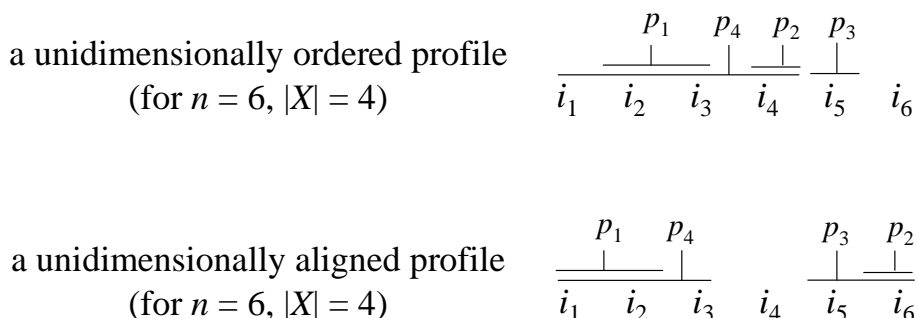 p₁ p₄ p₂ p₃
a unidimensionally ordered profile
(for n = 6, |X| = 4)
i₁ i₂ i₃ i₄ i₅ i₆
p₁ p₄ p₃ p₂
a unidimensionally aligned profile
(for n = 6, |X| = 4)
i₁ i₂ i₃ i₄ i₅ i₆